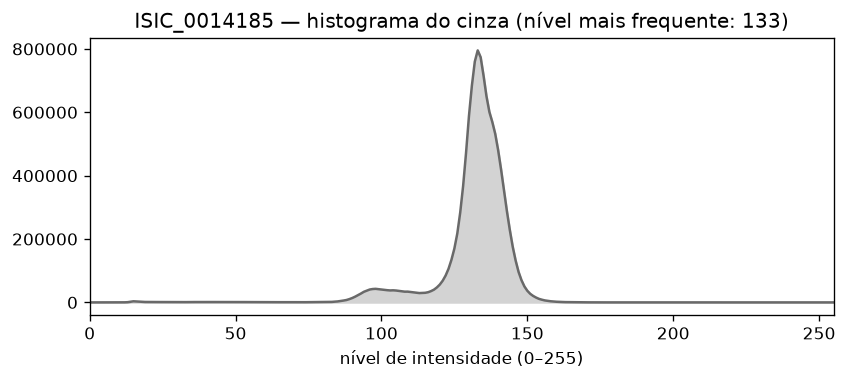 ISIC_0014185 — histograma do cinza (nível mais frequente: 133)
800000
600000
400000
200000
0
0 50 100 150 200 250
nível de intensidade (0–255)